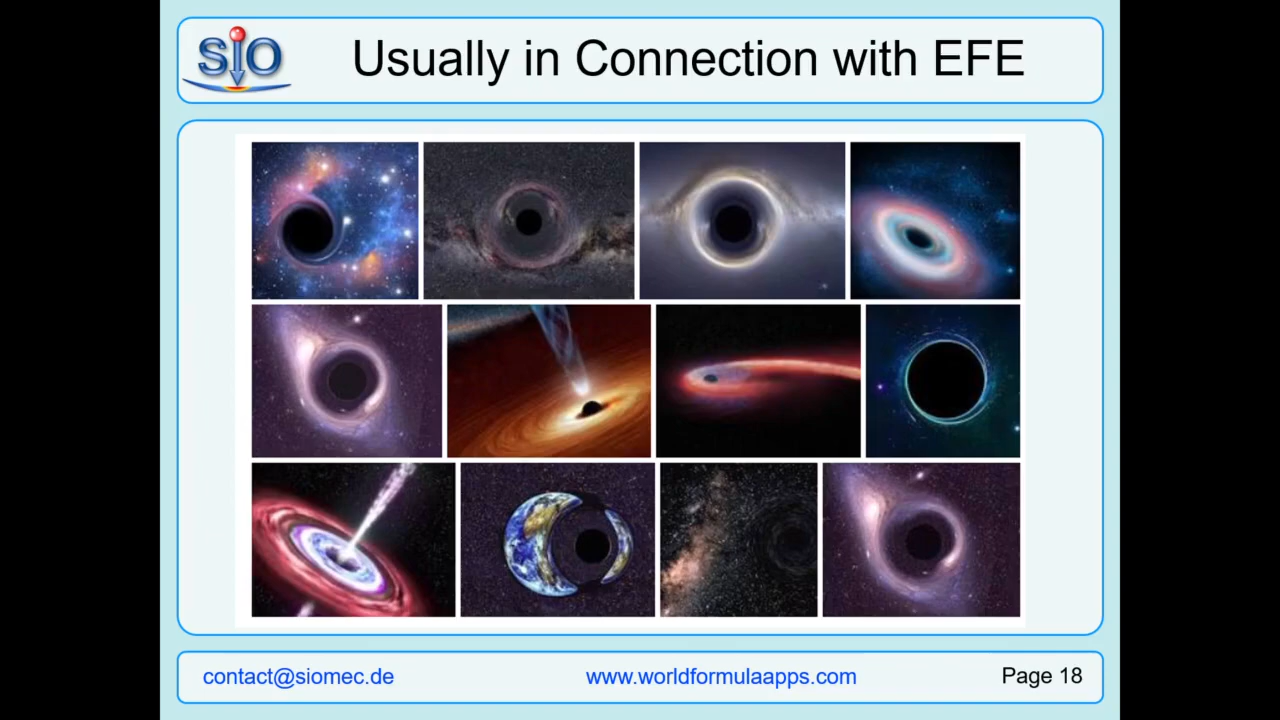 SIO
Usually in Connection with EFE
contact@siomec.de
www.worldformulaapps.com
Page 18